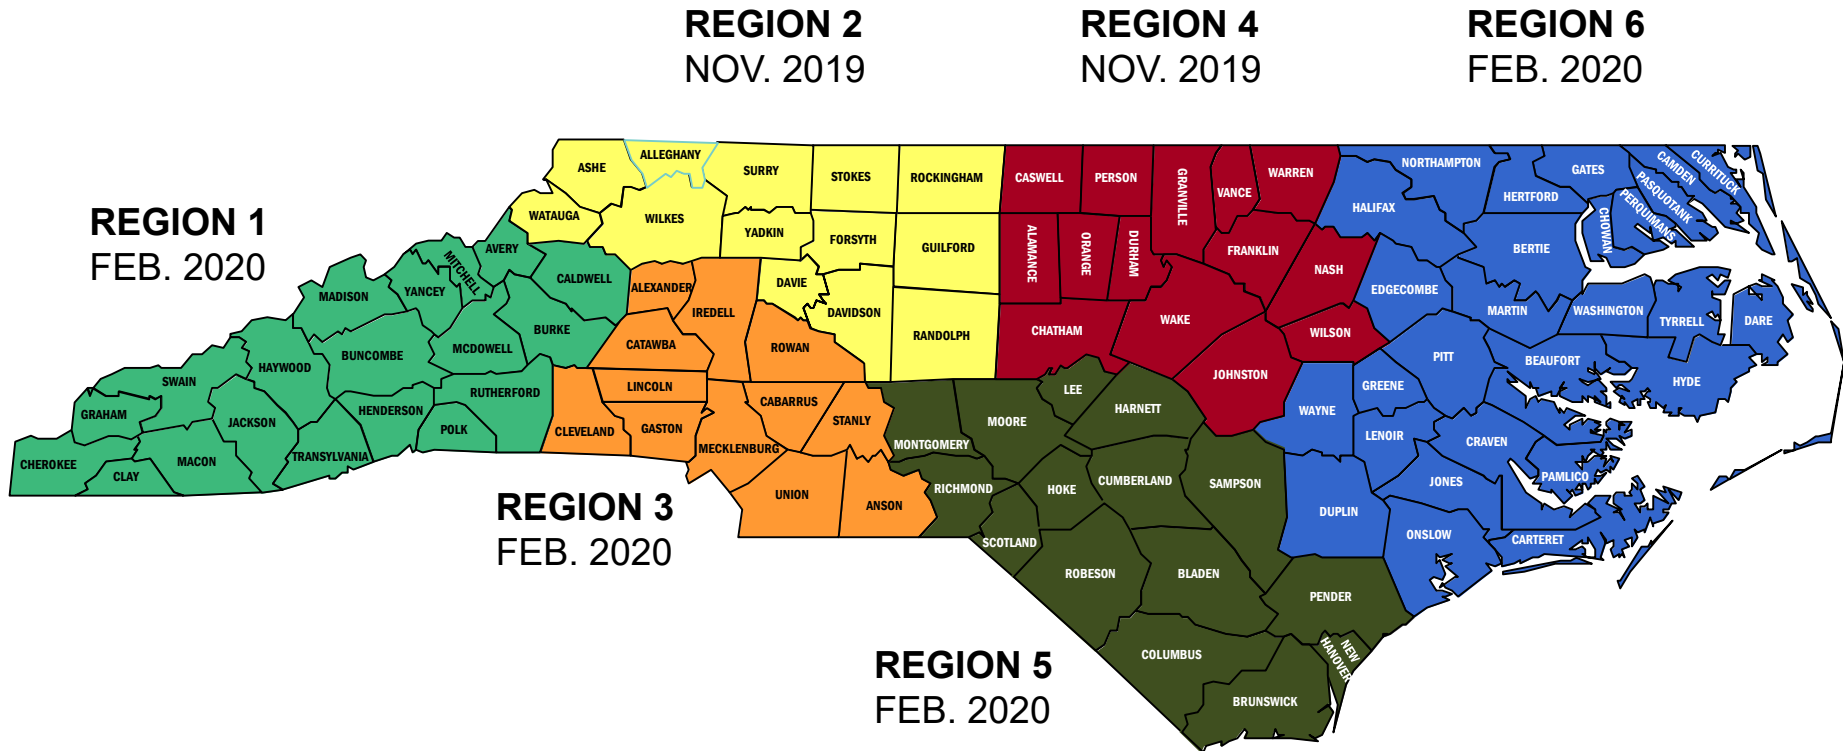 REGION 2
NOV. 2019
REGION 4
NOV. 2019
REGION 6
FEB. 2020
REGION 1
FEB. 2020
REGION 3
FEB. 2020
REGION 5
FEB. 2020
ASHE
ALLEGHANY
SURRY
STOKES
ROCKINGHAM
WATAUGA
WILKES
YADKIN
FORSYTH
GUILFORD
DAVIE
DAVIDSON
RANDOLPH
CASWELL
PERSON
GRANVILLE
VANCE
WARREN
ALAMANCE
ORANGE
DURHAM
FRANKLIN
NASH
WAKE
CHATHAM
WILSON
JOHNSTON
NORTHAMPTON
GATES
CAMDEN
CURRITUCK
HALIFAX
HERTFORD
PASQUOTANK
PERQUIMANS
CHOWAN
BERTIE
EDGECOMBE
MARTIN
WASHINGTON
TYRRELL
DARE
PITT
BEAUFORT
HYDE
GREENE
WAYNE
LENOIR
CRAVEN
PAMLICO
JONES
DUPLIN
ONSLOW
CARTERET
AVERY
MITCHELL
CALDWELL
YANCEY
MADISON
BURKE
MCDOWELL
BUNCOMBE
HAYWOOD
SWAIN
RUTHERFORD
GRAHAM
JACKSON
HENDERSON
POLK
CHEROKEE
CLAY
MACON
TRANSYLVANIA
ALEXANDER
IREDELL
CATAWBA
ROWAN
LINCOLN
CABARRUS
CLEVELAND
GASTON
STANLY
MECKLENBURG
UNION
ANSON
LEE
MOORE
HARNETT
MONTGOMERY
RICHMOND
HOKE
CUMBERLAND
SAMPSON
SCOTLAND
ROBESON
BLADEN
PENDER
COLUMBUS
NEW
HANOVER
BRUNSWICK